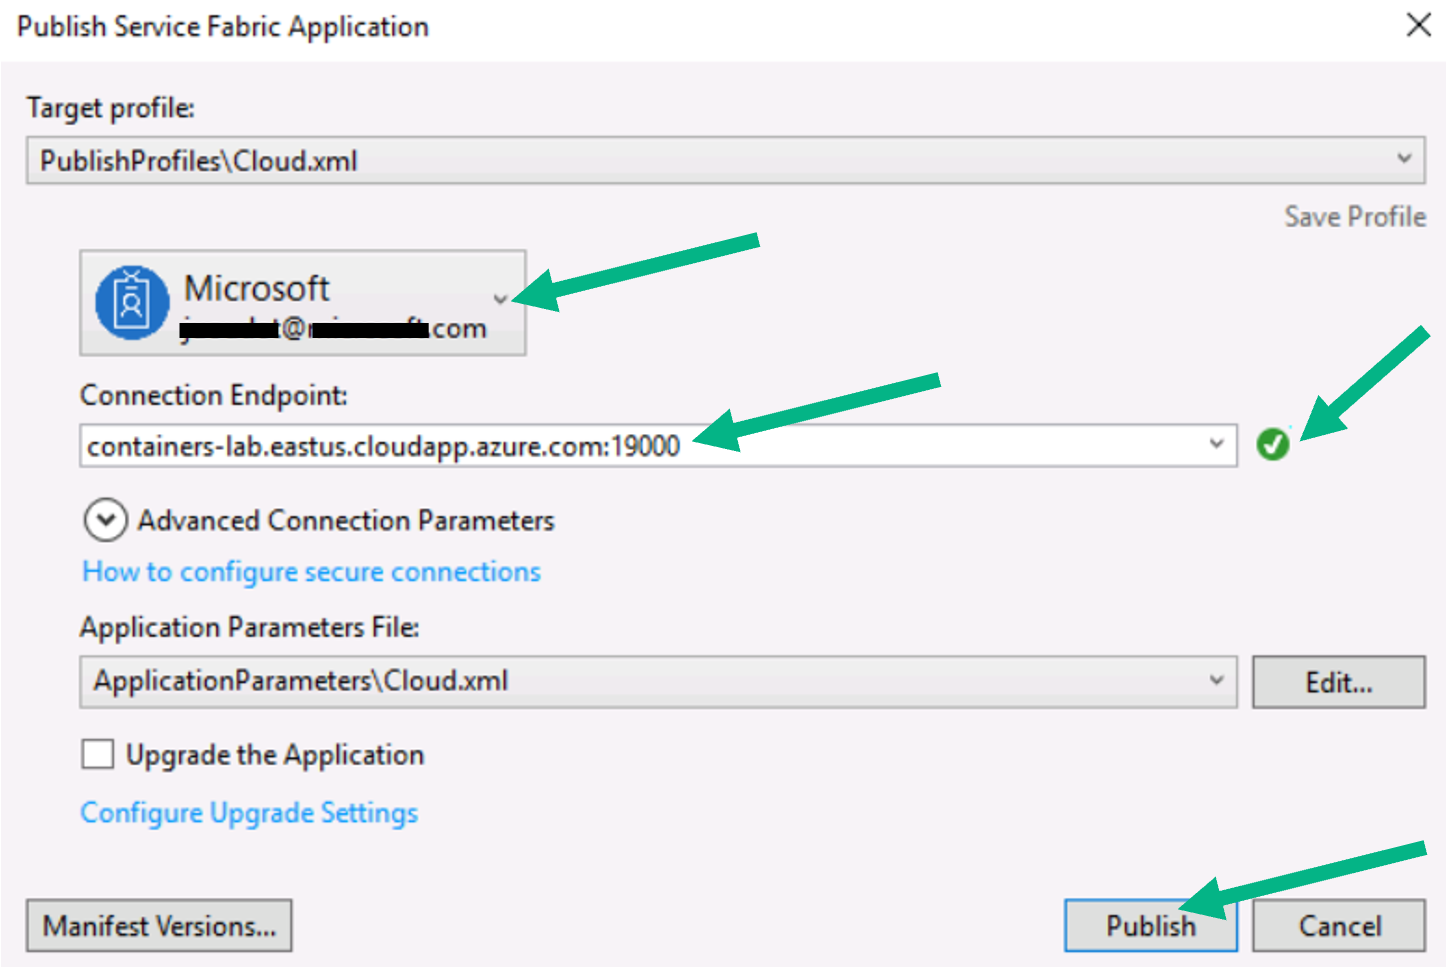 Publish Service Fabric Application
Target profile:
PublishProfiles\Cloud.xml
Save Profile
Microsoft
@ .com
Connection Endpoint:
containers-lab.eastus.cloudapp.azure.com:19000
Advanced Connection Parameters
How to configure secure connections
Application Parameters File:
ApplicationParameters\Cloud.xml
Edit...
Upgrade the Application
Configure Upgrade Settings
Manifest Versions...
Publish
Cancel